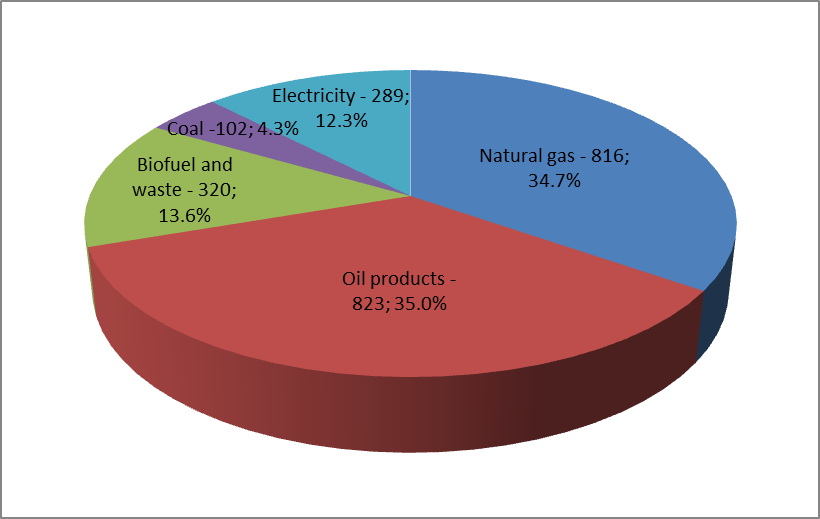 Electricity - 289;
12.3%
Coal -102; 4.3%
Biofuel and
waste - 320;
13.6%
Natural gas - 816;
34.7%
Oil products -
823; 35.0%